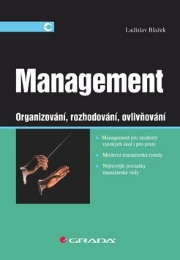 Ladislav Blažek
Management
Organizování, rozhodování, ovlivňování
Management pro studenty
vysokých škol i pro praxi
Moderní manažerské trendy
Nejnovější poznatky
manažerské vědy
GRADA